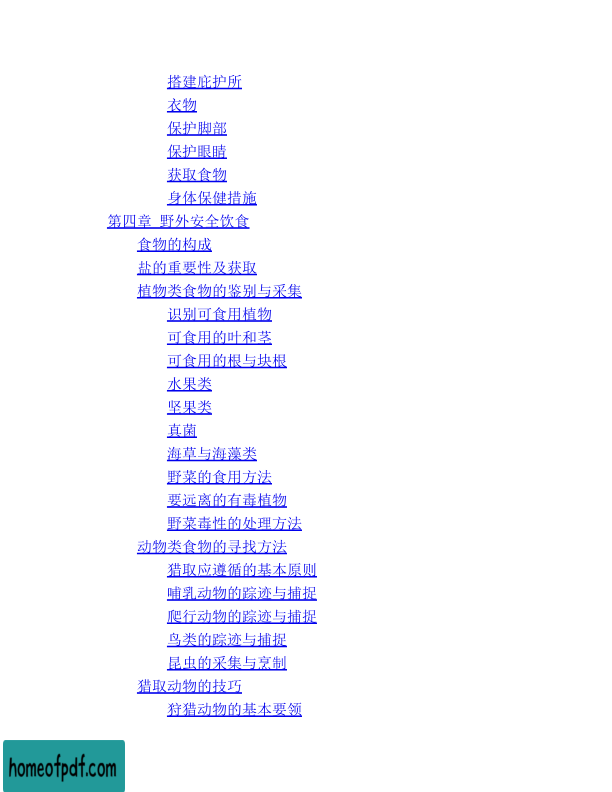 搭建庇护所
衣物
保护脚部
保护眼睛
获取食物
身体保健措施
第四章 野外安全饮食
食物的构成
盐的重要性及获取
植物类食物的鉴别与采集
识别可食用植物
可食用的叶和茎
可食用的根与块根
水果类
坚果类
真菌
海草与海藻类
野菜的食用方法
要远离的有毒植物
野菜毒性的处理方法
动物类食物的寻找方法
猎取应遵循的基本原则
哺乳动物的踪迹与捕捉
爬行动物的踪迹与捕捉
鸟类的踪迹与捕捉
昆虫的采集与烹制
猎取动物的技巧
狩猎动物的基本要领
homeofpdf.com